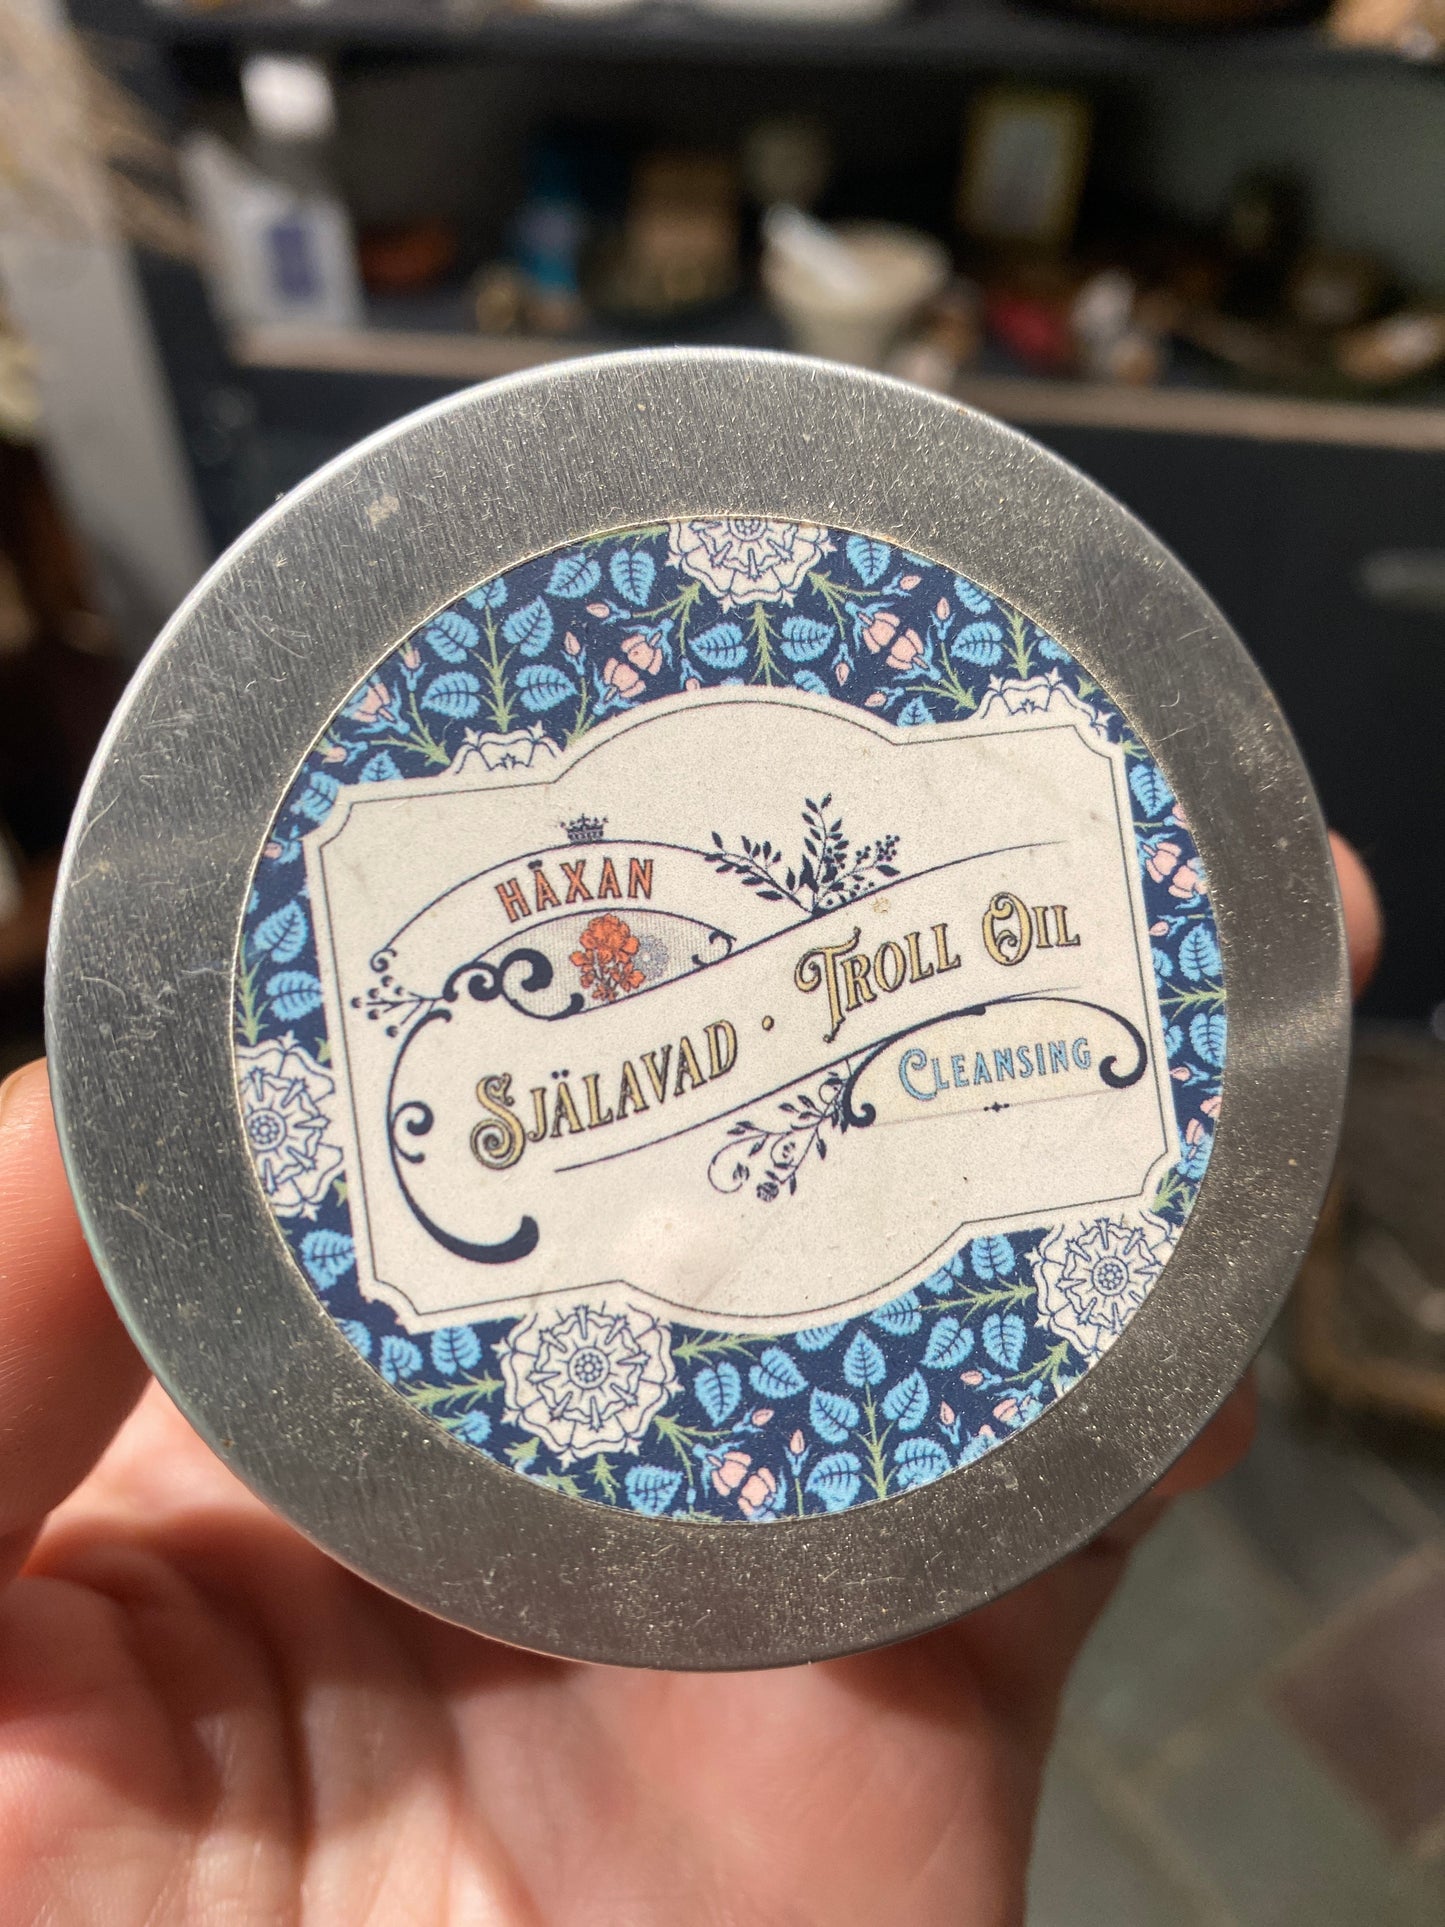 HÄXAN
SJÄLAVAD · TROLL OIL
CLEANSING